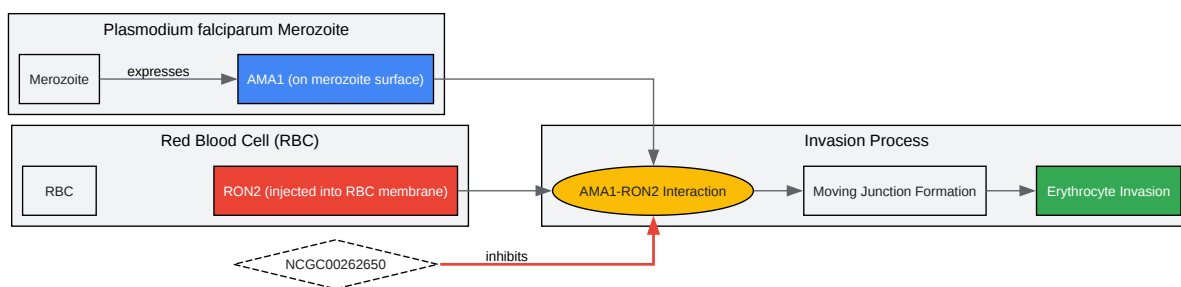 Plasmodium falciparum Merozoite
Merozoite
expresses
AMA1 (on merozoite surface)
Red Blood Cell (RBC)
RBC
RON2 (injected into RBC membrane)
Invasion Process
AMA1-RON2 Interaction
Moving Junction Formation
Erythrocyte Invasion
NCGC00262650
inhibits